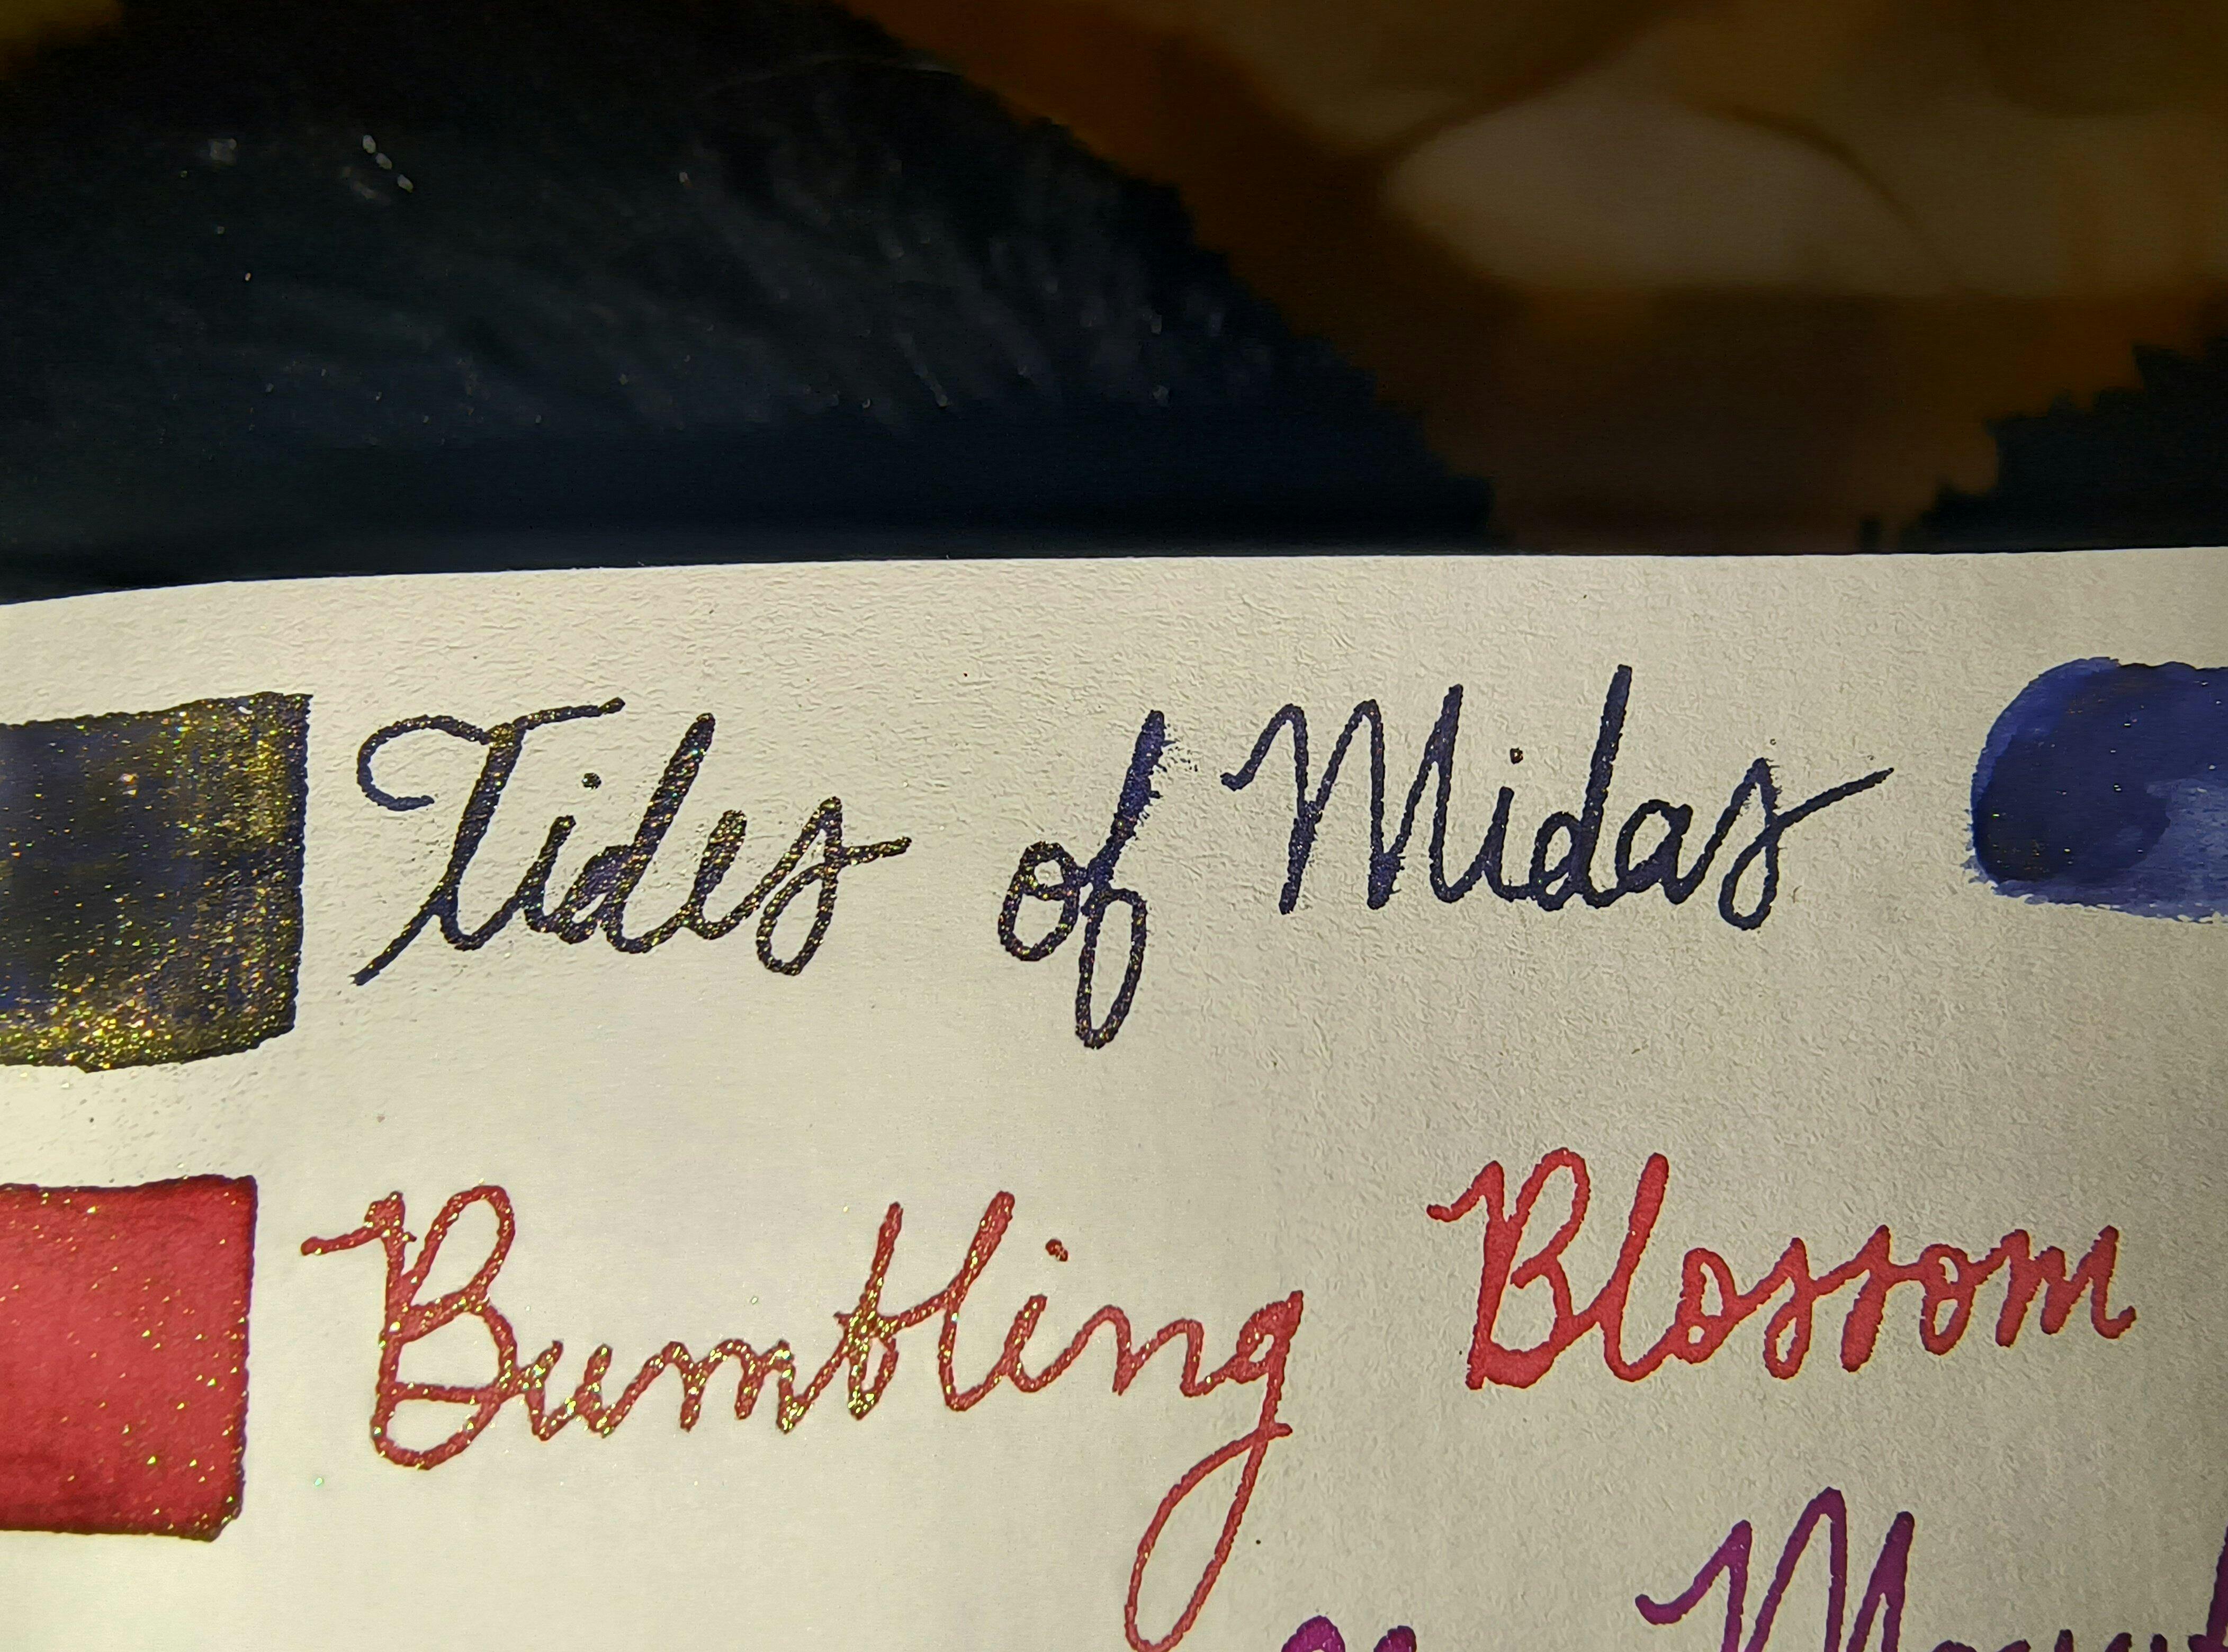 Tides of Midas
Bumbling Blossom